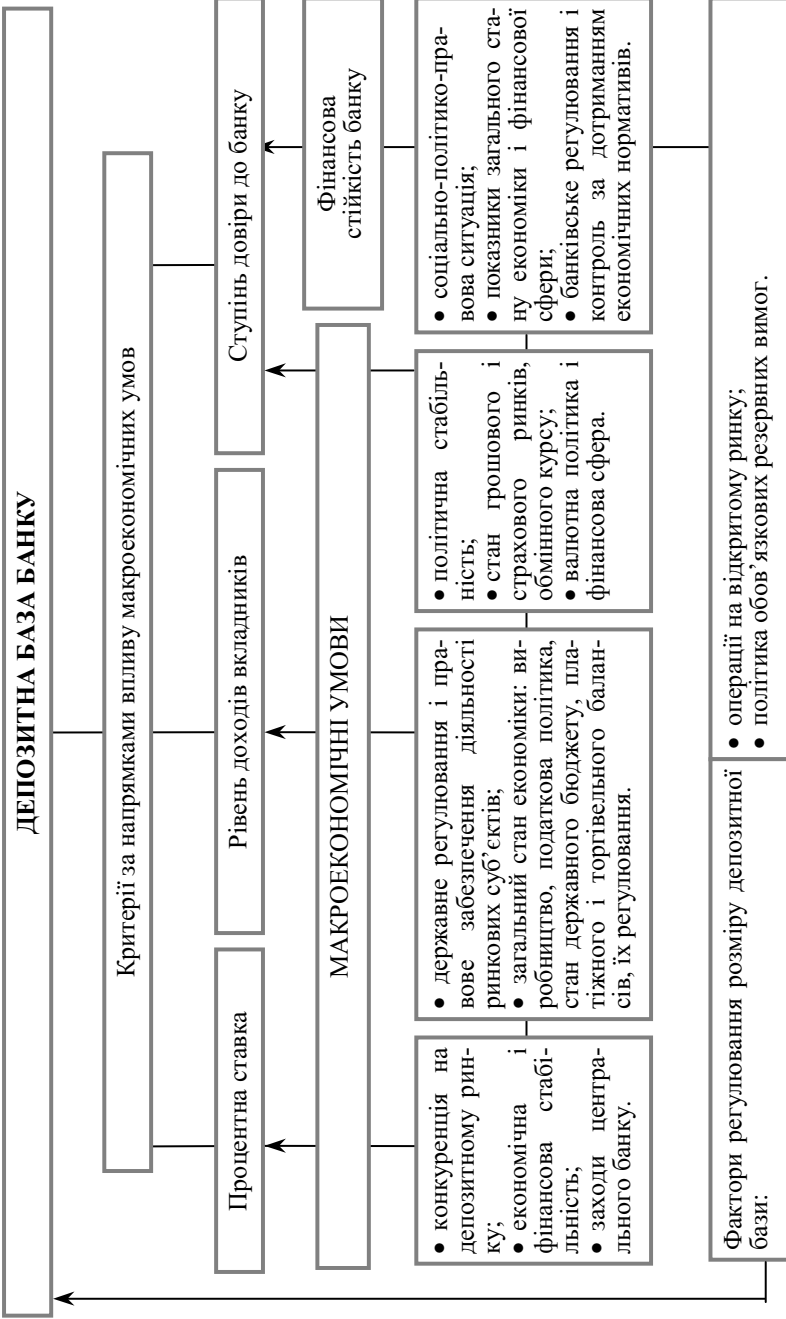 ДЕПОЗИТНА БАЗА БАНКУ
Критерії за напрямками впливу макроекономічних умов
Процентна ставка
Рівень доходів вкладників
Ступінь довіри до банку
МАКРОЕКОНОМІЧНІ УМОВИ
Фінансова
стійкість банку
• конкуренція на
депозитному рин-
ку;
• економічна і
фінансова стабі-
льність;
• заходи центра-
льного банку.
• державне регулювання і пра-
вове забезпечення діяльності
ринкових суб’єктів;
• загальний стан економіки: ви-
робництво, податкова політика,
стан державного бюджету, пла-
тіжного і торгівельного балан-
сів, їх регулювання.
• політична стабіль-
ність;
• стан грошового і
страхового ринків,
обмінного курсу;
• валютна політика і
фінансова сфера.
• соціально-політико-пра-
вова ситуація;
• показники загального ста-
ну економіки і фінансової
сфери;
• банківське регулювання і
контроль за дотриманням
економічних нормативів.
Фактори регулювання розміру депозитної
бази:
• операції на відкритому ринку;
• політика обов’язкових резервних вимог.